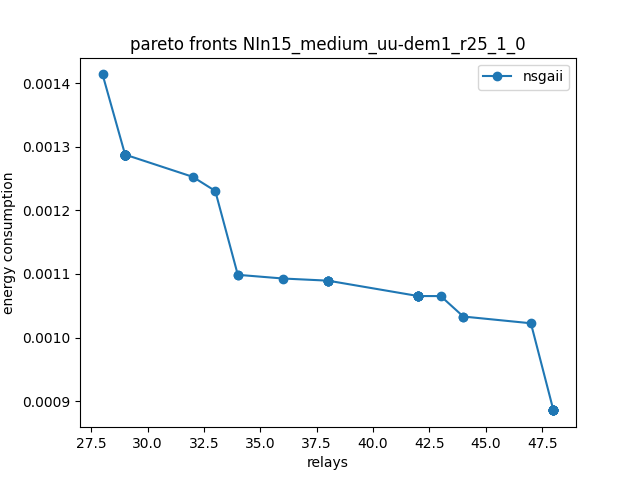 pareto fronts NIn15_medium_uu-dem1_r25_1_0
nsgaii
energy consumption
0.0014
0.0013
0.0012
0.0011
0.0010
0.0009
27.5 30.0 32.5 35.0 37.5 40.0 42.5 45.0 47.5
relays